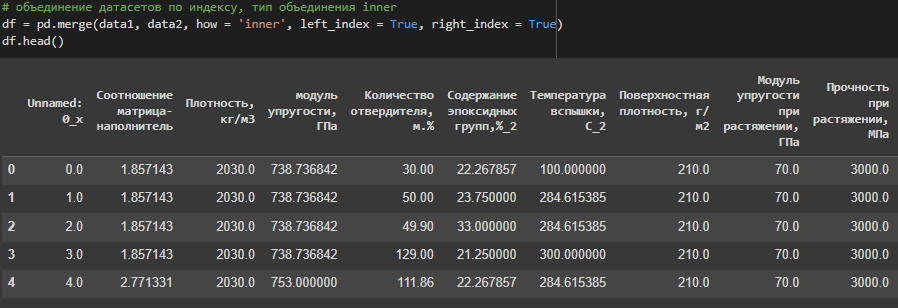 # объединение датасетов по индексу, тип объединения inner
df = pd.merge(data1, data2, how = 'inner', left_index = True, right_index = True)
df.head()
Unnamed: 0_x Соотношение матрица-наполнитель Плотность, кг/м3 модуль упругости, ГПа Количество отвердителя, м.% Содержание эпоксидных групп,%_2 Температура вспышки, С_2 Поверхностная плотность, г/м2 Модуль упругости при растяжении, ГПа Прочность при растяжении, МПа
0 0.0 1.857143 2030.0 738.736842 30.00 22.267857 100.000000 210.0 70.0 3000.0
1 1.0 1.857143 2030.0 738.736842 50.00 23.750000 284.615385 210.0 70.0 3000.0
2 2.0 1.857143 2030.0 738.736842 49.90 33.000000 284.615385 210.0 70.0 3000.0
3 3.0 1.857143 2030.0 738.736842 129.00 21.250000 300.000000 210.0 70.0 3000.0
4 4.0 2.771331 2030.0 753.000000 111.86 22.267857 284.615385 210.0 70.0 3000.0